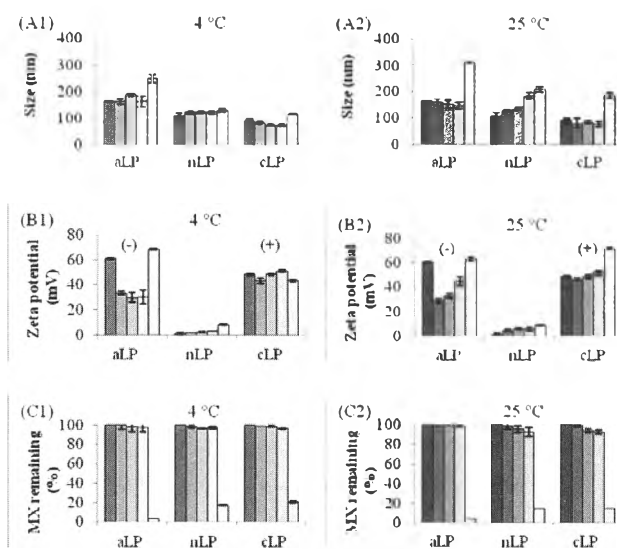 (A1) 4 °C
Size (nm)
400
300
200
100
0
aLP nLP cLP
(A2) 25 °C
Size (nm)
400
300
200
100
0
aLP nLP cLP
(B1) 4 °C
Zeta potential (mV)
80
60
40
20
0
(-) (+)
aLP nLP cLP
(B2) 25 °C
Zeta potential (mV)
80
60
40
20
0
(-) (+)
aLP nLP cLP
(C1) 4 °C
MX remaining (%)
100
80
60
40
20
0
aLP nLP cLP
(C2) 25 °C
MX remaining (%)
100
80
60
40
20
0
aLP nLP cLP